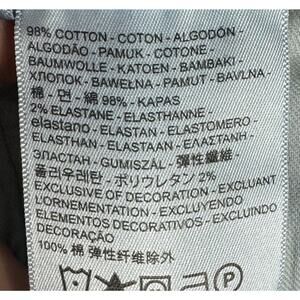 98% COTTON - COTON - ALGODÓN -
ALGODÃO - PAMUK - COTONE -
BAUMWOLLE - KATOEN - BAMBAKI -
ХЛОПОК - BAWEŁNA - PAMUT - BAVLNA -
棉 - 면 - 綿 98% - KAPAS
2% ELASTANE - ELASTHANNE -
elastano - ELASTAN - ELASTOMERO -
ELASTHAN - ELASTAAN - ΕΛΑΣΤΑΝΗ -
ЭЛАСТАН - GUMISZÁL - 彈性纖維 -
폴리우레탄 - ポリウレタン 2%
EXCLUSIVE OF DECORATION - EXCLUSION DE
L'ORNEMENTATION - EXCLUYENDO
ELEMENTOS DECORATIVOS - EXCLUINDO
DECORAÇÃO
100% 棉 弹性纤维除外
P